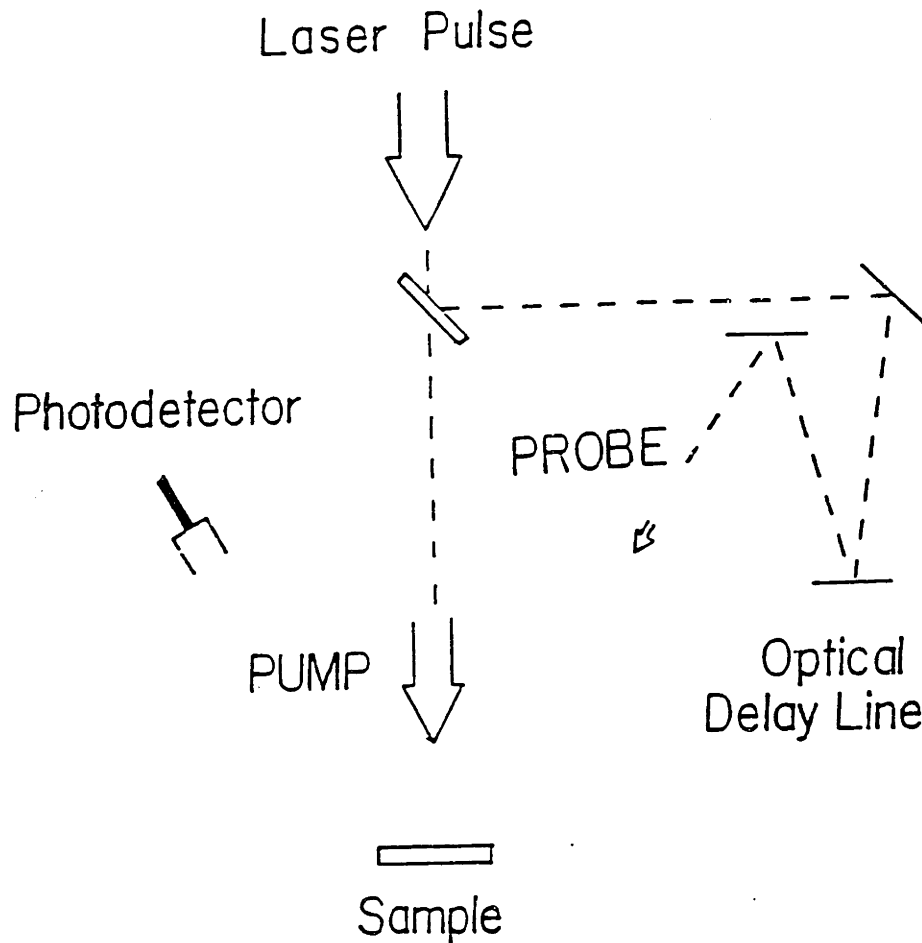 Laser Pulse
Photodetector
PROBE
PUMP
Optical
Delay Line
Sample